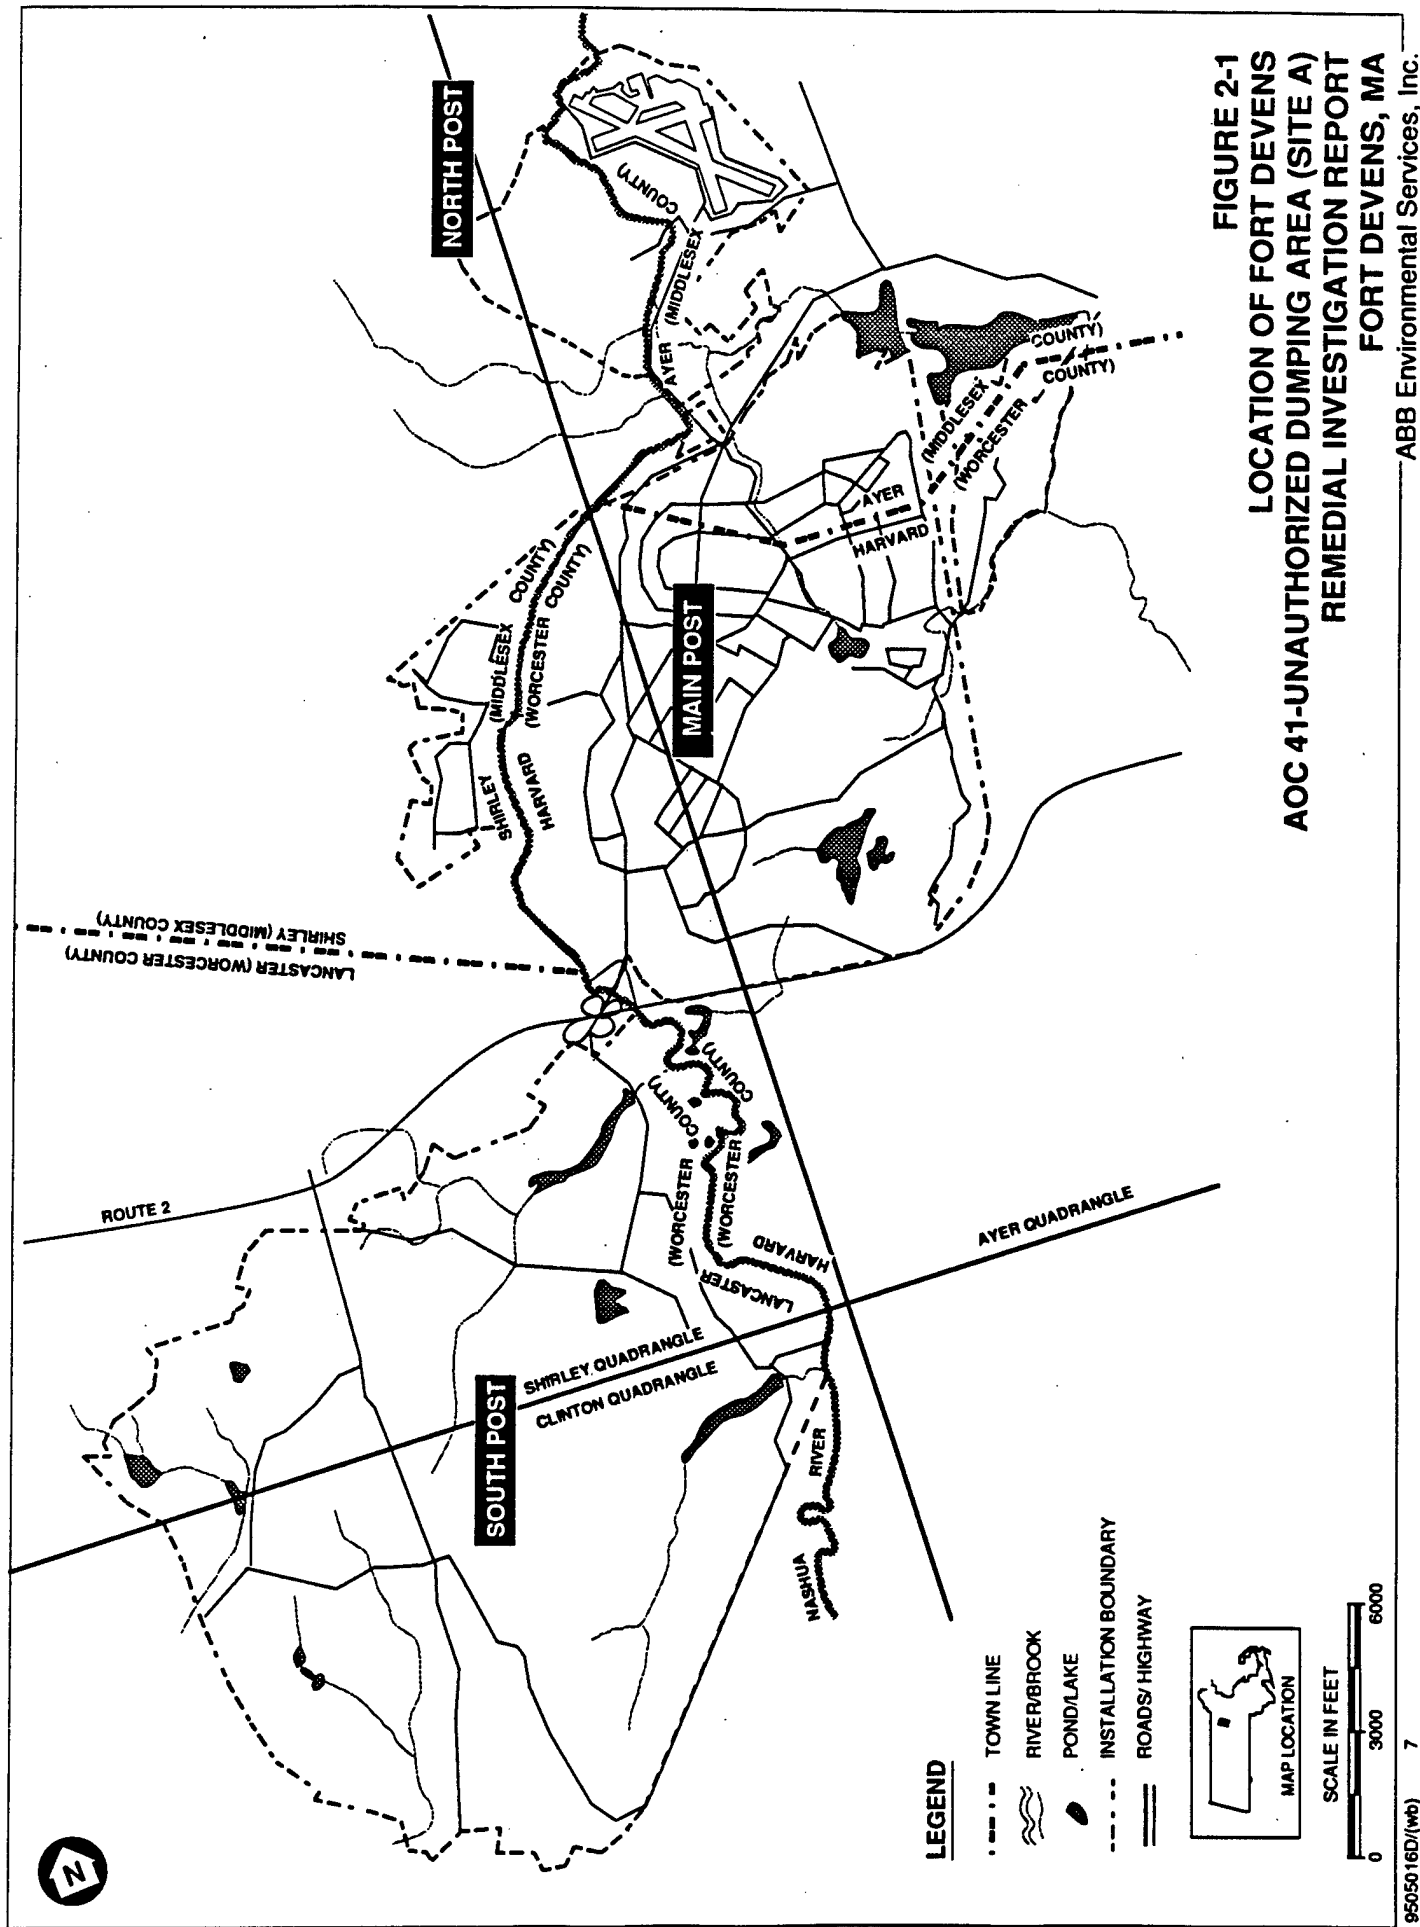 NORTH POST
MAIN POST
SOUTH POST
ROUTE 2
LANCASTER (WORCESTER COUNTY)
SHIRLEY (MIDDLESEX COUNTY)
SHIRLEY
(MIDDLESEX
COUNTY)
HARVARD
(WORCESTER
COUNTY)
AYER
(MIDDLESEX
COUNTY)
AYER
HARVARD
(MIDDLESEX
COUNTY)
(WORCESTER
COUNTY)
LANCASTER
(WORCESTER
COUNTY)
HARVARD
(WORCESTER
COUNTY)
SHIRLEY QUADRANGLE
CLINTON QUADRANGLE
AYER QUADRANGLE
NASHUA
RIVER
N
LEGEND
TOWN LINE
RIVER/BROOK
POND/LAKE
INSTALLATION BOUNDARY
ROADS/ HIGHWAY
MAP LOCATION
SCALE IN FEET
0 3000 6000
FIGURE 2-1
LOCATION OF FORT DEVENS
AOC 41-UNAUTHORIZED DUMPING AREA (SITE A)
REMEDIAL INVESTIGATION REPORT
FORT DEVENS, MA
ABB Environmental Services, Inc.
9505016D/(wb) 7